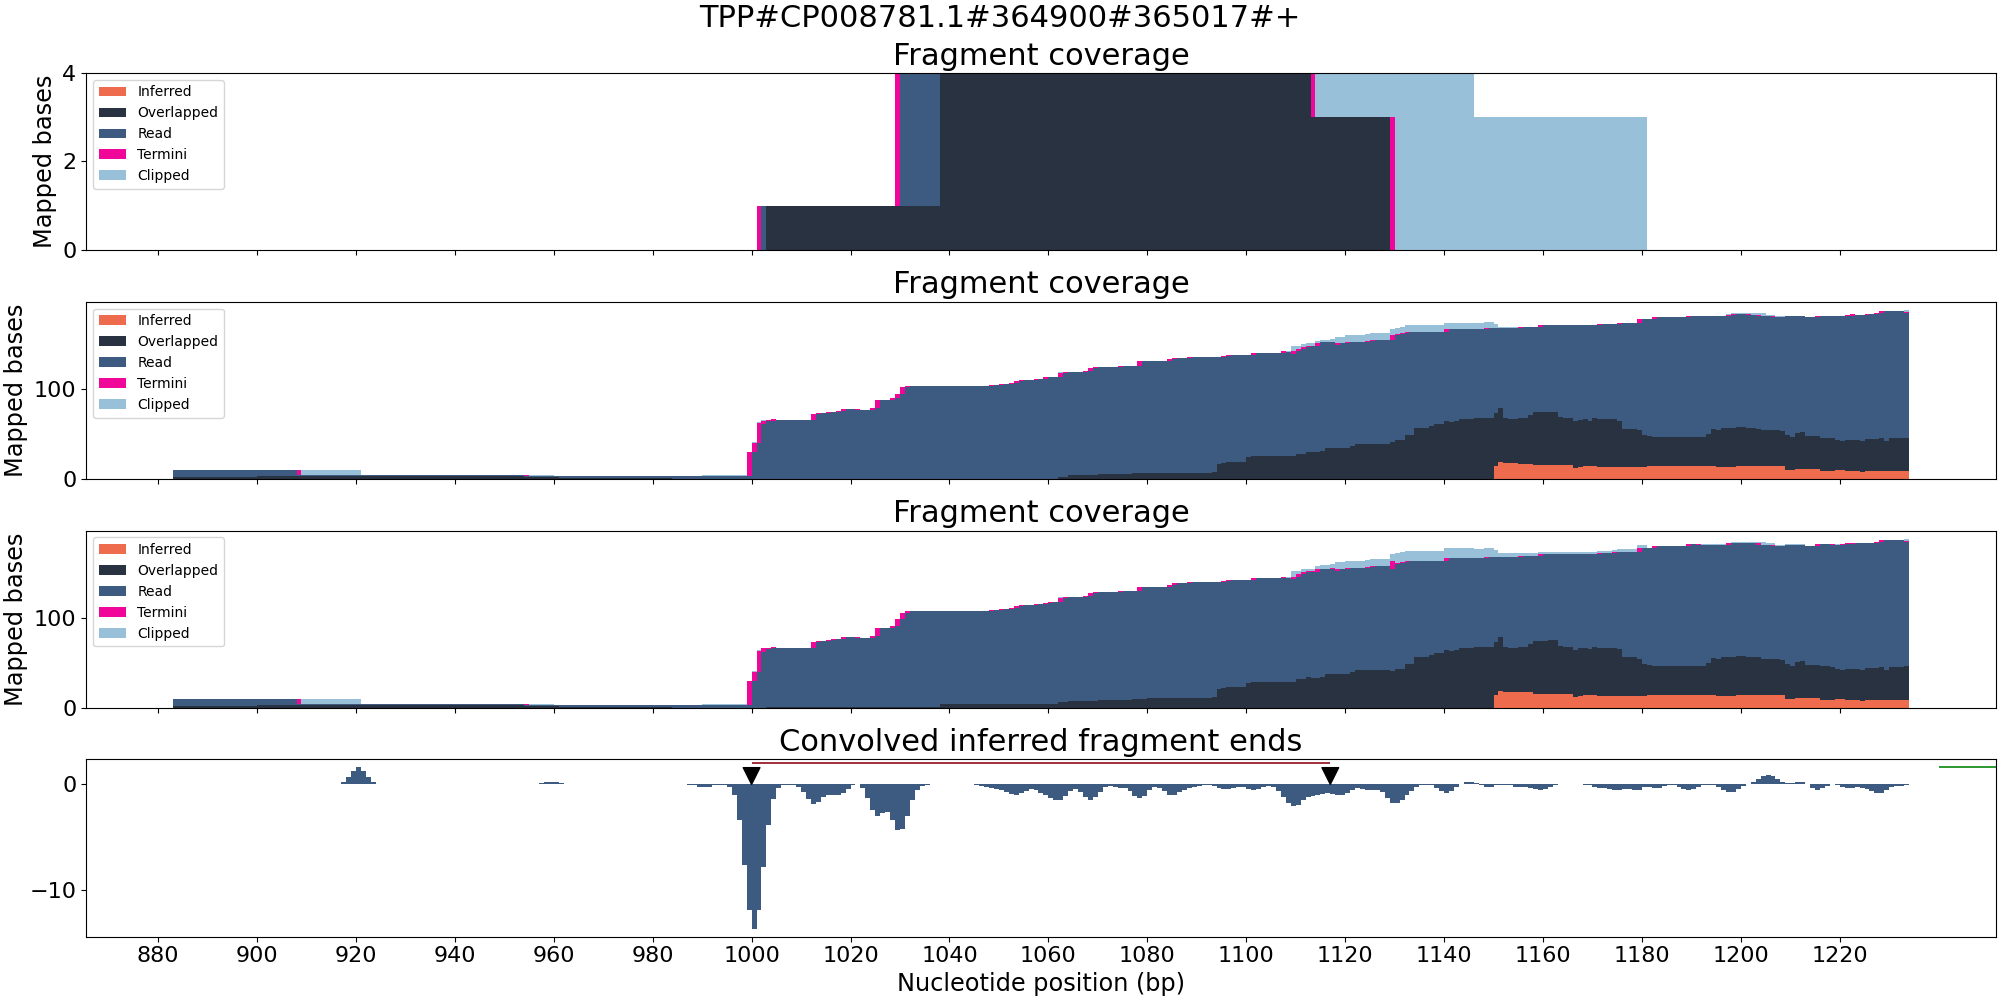 TPP#CP008781.1#364900#365017#+
Fragment coverage
Mapped bases
4
2
0
Inferred
Overlapped
Read
Termini
Clipped
Fragment coverage
Mapped bases
100
0
Inferred
Overlapped
Read
Termini
Clipped
Fragment coverage
Mapped bases
100
0
Inferred
Overlapped
Read
Termini
Clipped
Convolved inferred fragment ends
0
−10
880 900 920 940 960 980 1000 1020 1040 1060 1080 1100 1120 1140 1160 1180 1200 1220
Nucleotide position (bp)